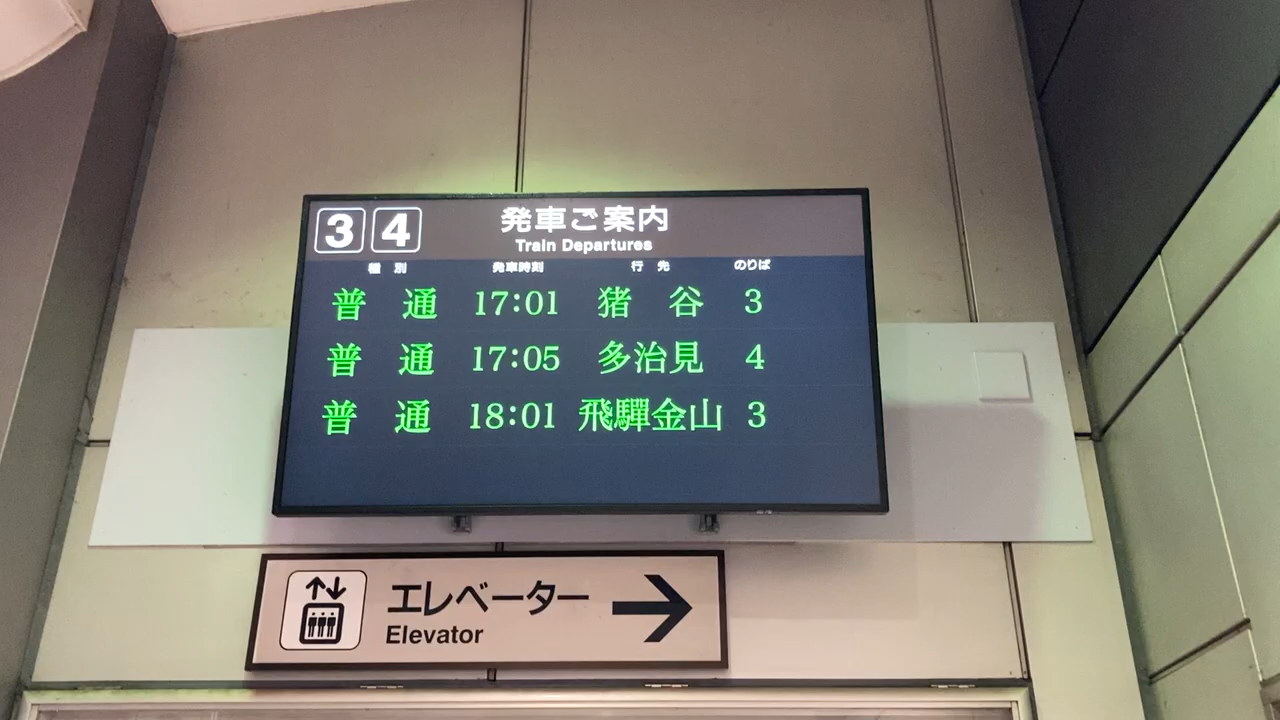 3 4 発車ご案内
Train Departures
種別 発車時刻 行先 のりば
普通 17:01 猪谷 3
普通 17:05 多治見 4
普通 18:01 飛驒金山 3
エレベーター
Elevator